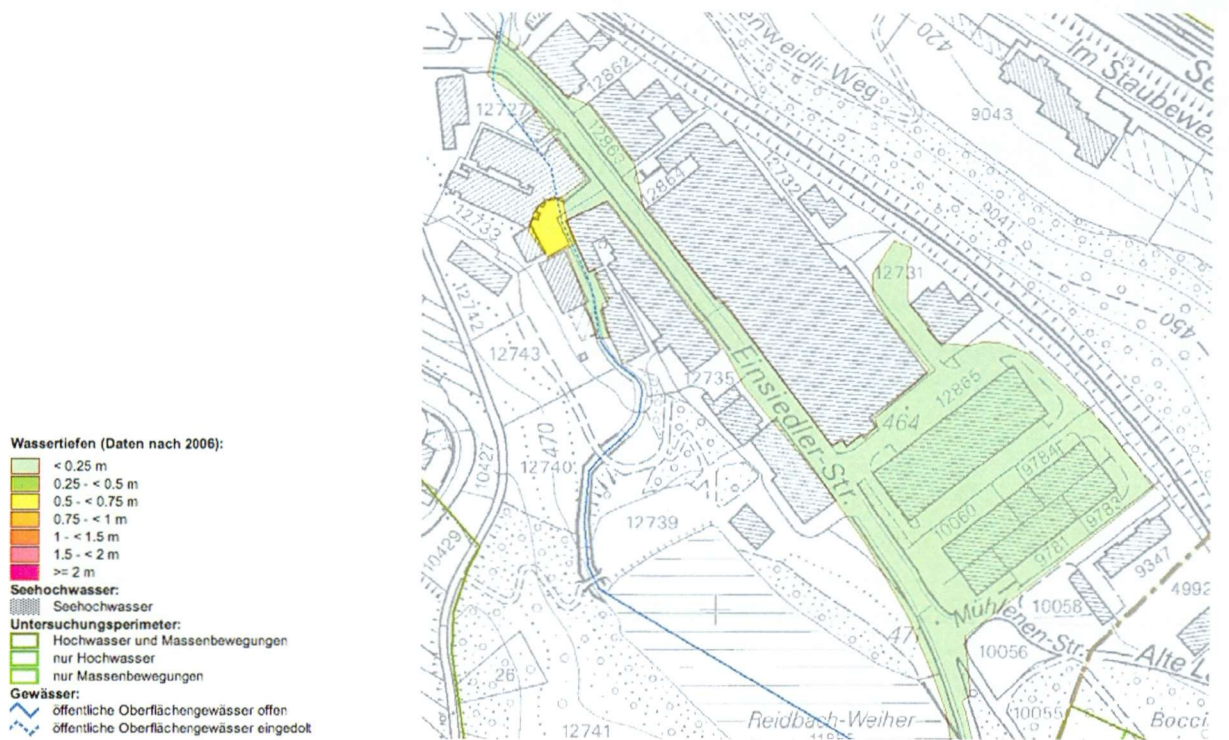 Wassertiefen (Daten nach 2006):
< 0.25 m
0.25 - < 0.5 m
0.5 - < 0.75 m
0.75 - < 1 m
1 - < 1.5 m
1.5 - < 2 m
>= 2 m
Seehochwasser:
Seehochwasser
Untersuchungsperimeter:
Hochwasser und Massenbewegungen
nur Hochwasser
nur Massenbewegungen
Gewässer:
öffentliche Oberflächengewässer offen
öffentliche Oberflächengewässer eingedolt
enweidli-Weg
420
Im Staubewe
9043
12862
12727
12863
12864
12732
9041
12733
12731
450
12742
12743
12735
Einsiedler-Str.
12865
464
470
10427
12740
9784
12739
10060
9783
9781
10429
9347
4992
10058
Mühlenen-Str.
471
10056
Alte L
26
10055
Bocci
Reidbach-Weiher
12741